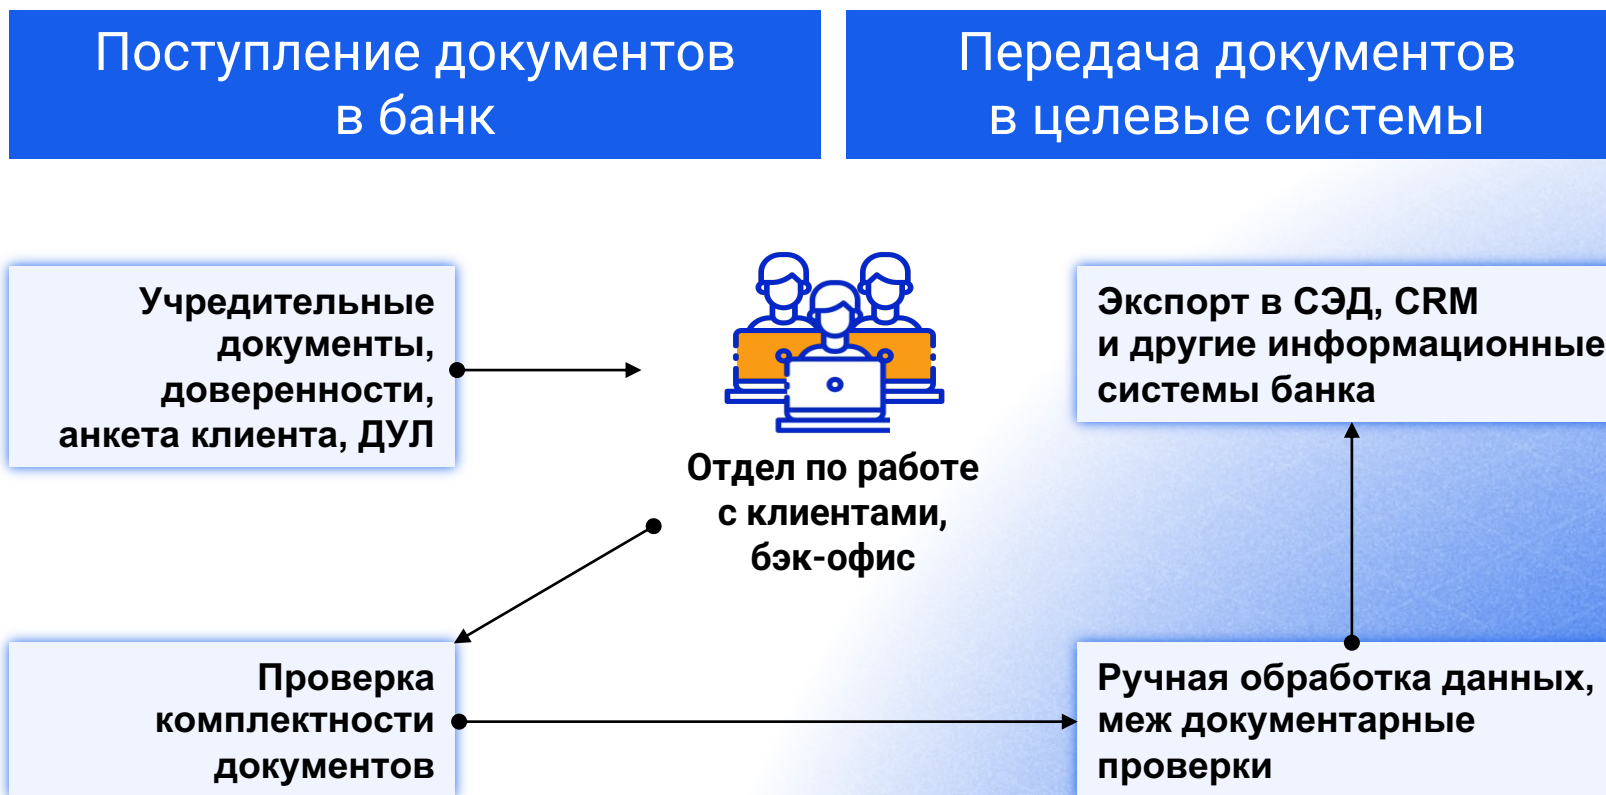 Поступление документов
в банк
Передача документов
в целевые системы
Учредительные
документы,
доверенности,
анкета клиента, ДУЛ
Отдел по работе
с клиентами,
бэк-офис
Экспорт в СЭД, CRM
и другие информационные
системы банка
Проверка
комплектности
документов
Ручная обработка данных,
меж документарные
проверки